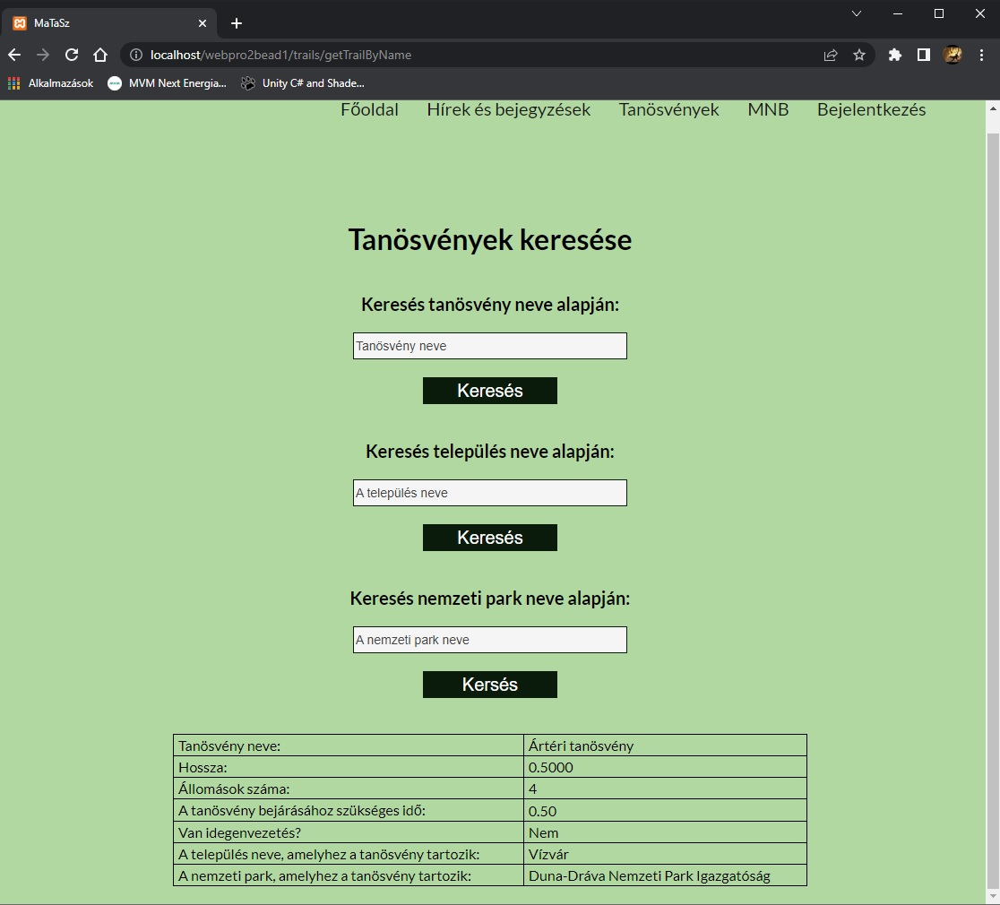 MaTaSz
localhost/webpro2bead1/trails/getTrailByName
Alkalmazások MVM Next Energia... Unity C# and Shade...
Főoldal Hírek és bejegyzések Tanösvények MNB Bejelentkezés
Tanösvények keresése
Keresés tanösvény neve alapján:
Tanösvény neve
Keresés
Keresés település neve alapján:
A település neve
Keresés
Keresés nemzeti park neve alapján:
A nemzeti park neve
Kersés
Tanösvény neve: Ártéri tanösvény
Hossza: 0.5000
Állomások száma: 4
A tanösvény bejárásához szükséges idő: 0.50
Van idegenvezetés? Nem
A település neve, amelyhez a tanösvény tartozik: Vízvár
A nemzeti park, amelyhez a tanösvény tartozik: Duna-Dráva Nemzeti Park Igazgatóság